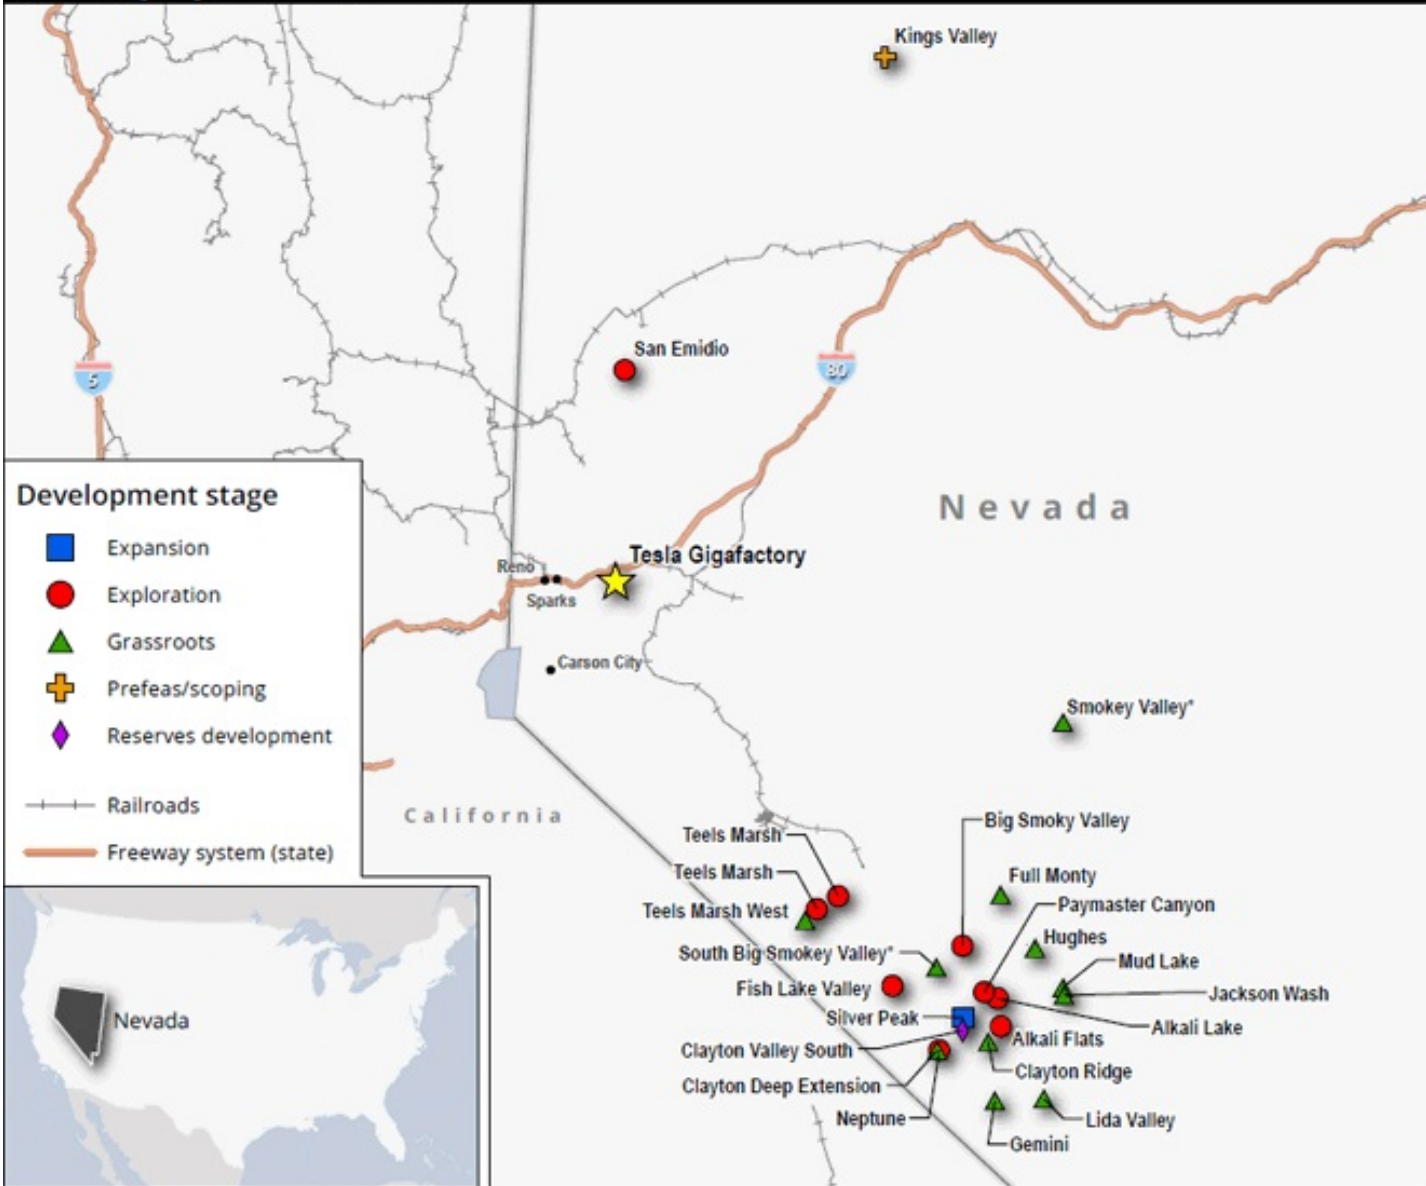 Kings Valley
San Emidio
5
80
Nevada
Development stage
Expansion
Exploration
Grassroots
Prefeas/scoping
Reserves development
Railroads
Freeway system (state)
Tesla Gigafactory
Reno
Sparks
Carson City
Smokey Valley*
California
Big Smoky Valley
Teels Marsh
Teels Marsh
Full Monty
Paymaster Canyon
Teels Marsh West
Hughes
South Big Smokey Valley*
Mud Lake
Fish Lake Valley
Jackson Wash
Silver Peak
Alkali Lake
Alkali Flats
Clayton Valley South
Clayton Ridge
Clayton Deep Extension
Neptune
Lida Valley
Gemini
Nevada